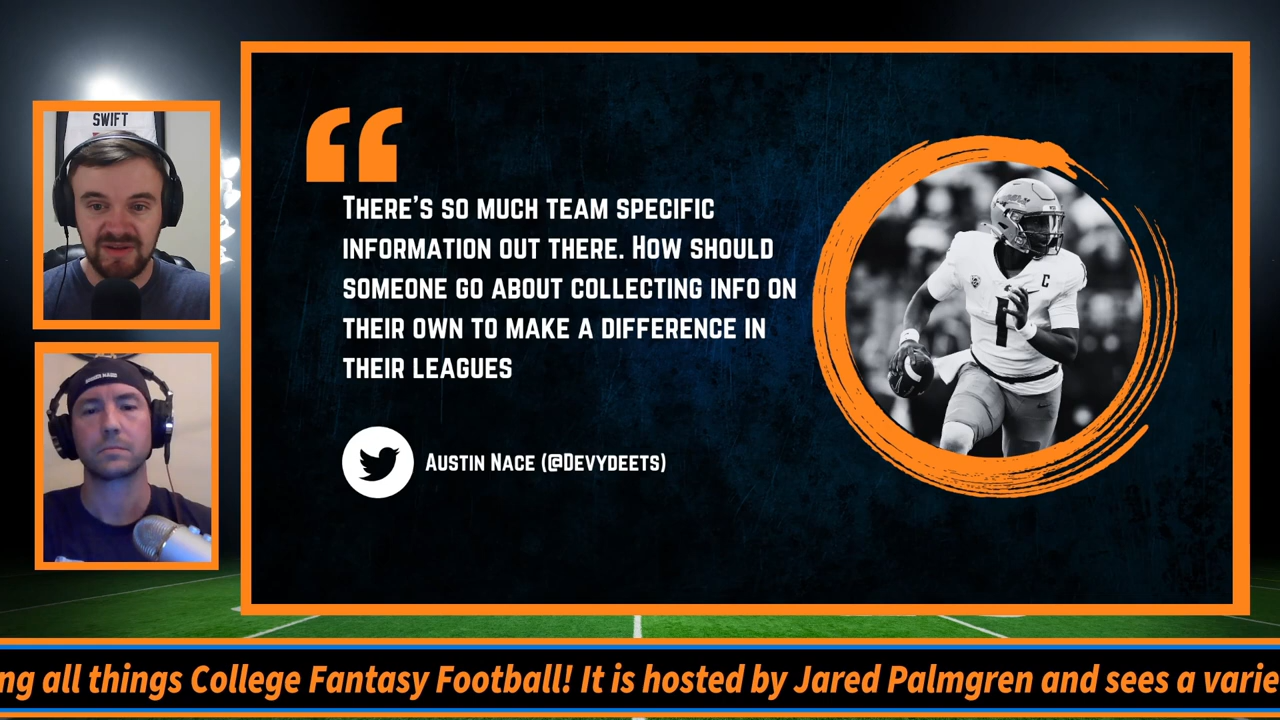 SWIFT
“
There's so much team specific
information out there. How should
someone go about collecting info on
their own to make a difference in
their leagues
Austin Nace (@Devydeets)
C
1
ng all things College Fantasy Football! It is hosted by Jared Palmgren and sees a varie